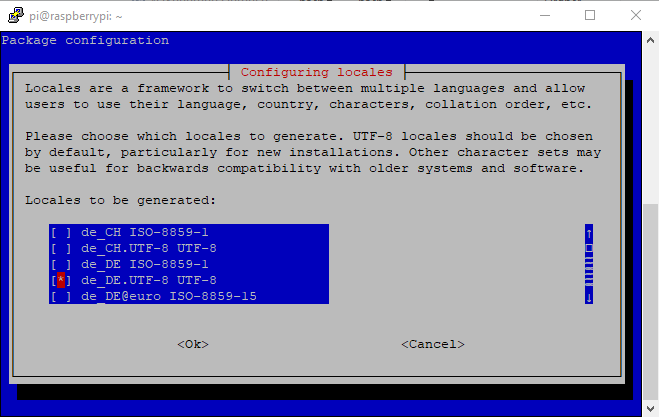 pi@raspberrypi: ~
Package configuration
Configuring locales
Locales are a framework to switch between multiple languages and allow
users to use their language, country, characters, collation order, etc.
Please choose which locales to generate. UTF-8 locales should be chosen
by default, particularly for new installations. Other character sets may
be useful for backwards compatibility with older systems and software.
Locales to be generated:
[ ] de_CH ISO-8859-1
[ ] de_CH.UTF-8 UTF-8
[ ] de_DE ISO-8859-1
[*] de_DE.UTF-8 UTF-8
[ ] de_DE@euro ISO-8859-15
<Ok> <Cancel>